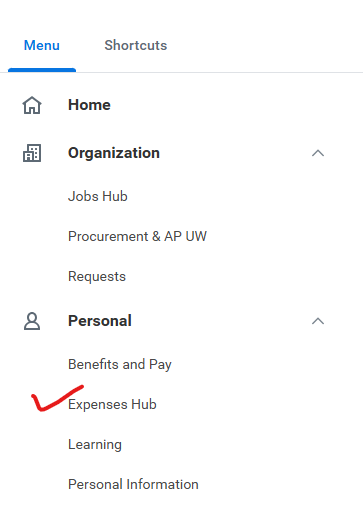 Menu Shortcuts
Home
Organization
Jobs Hub
Procurement & AP UW
Requests
Personal
Benefits and Pay
Expenses Hub
Learning
Personal Information